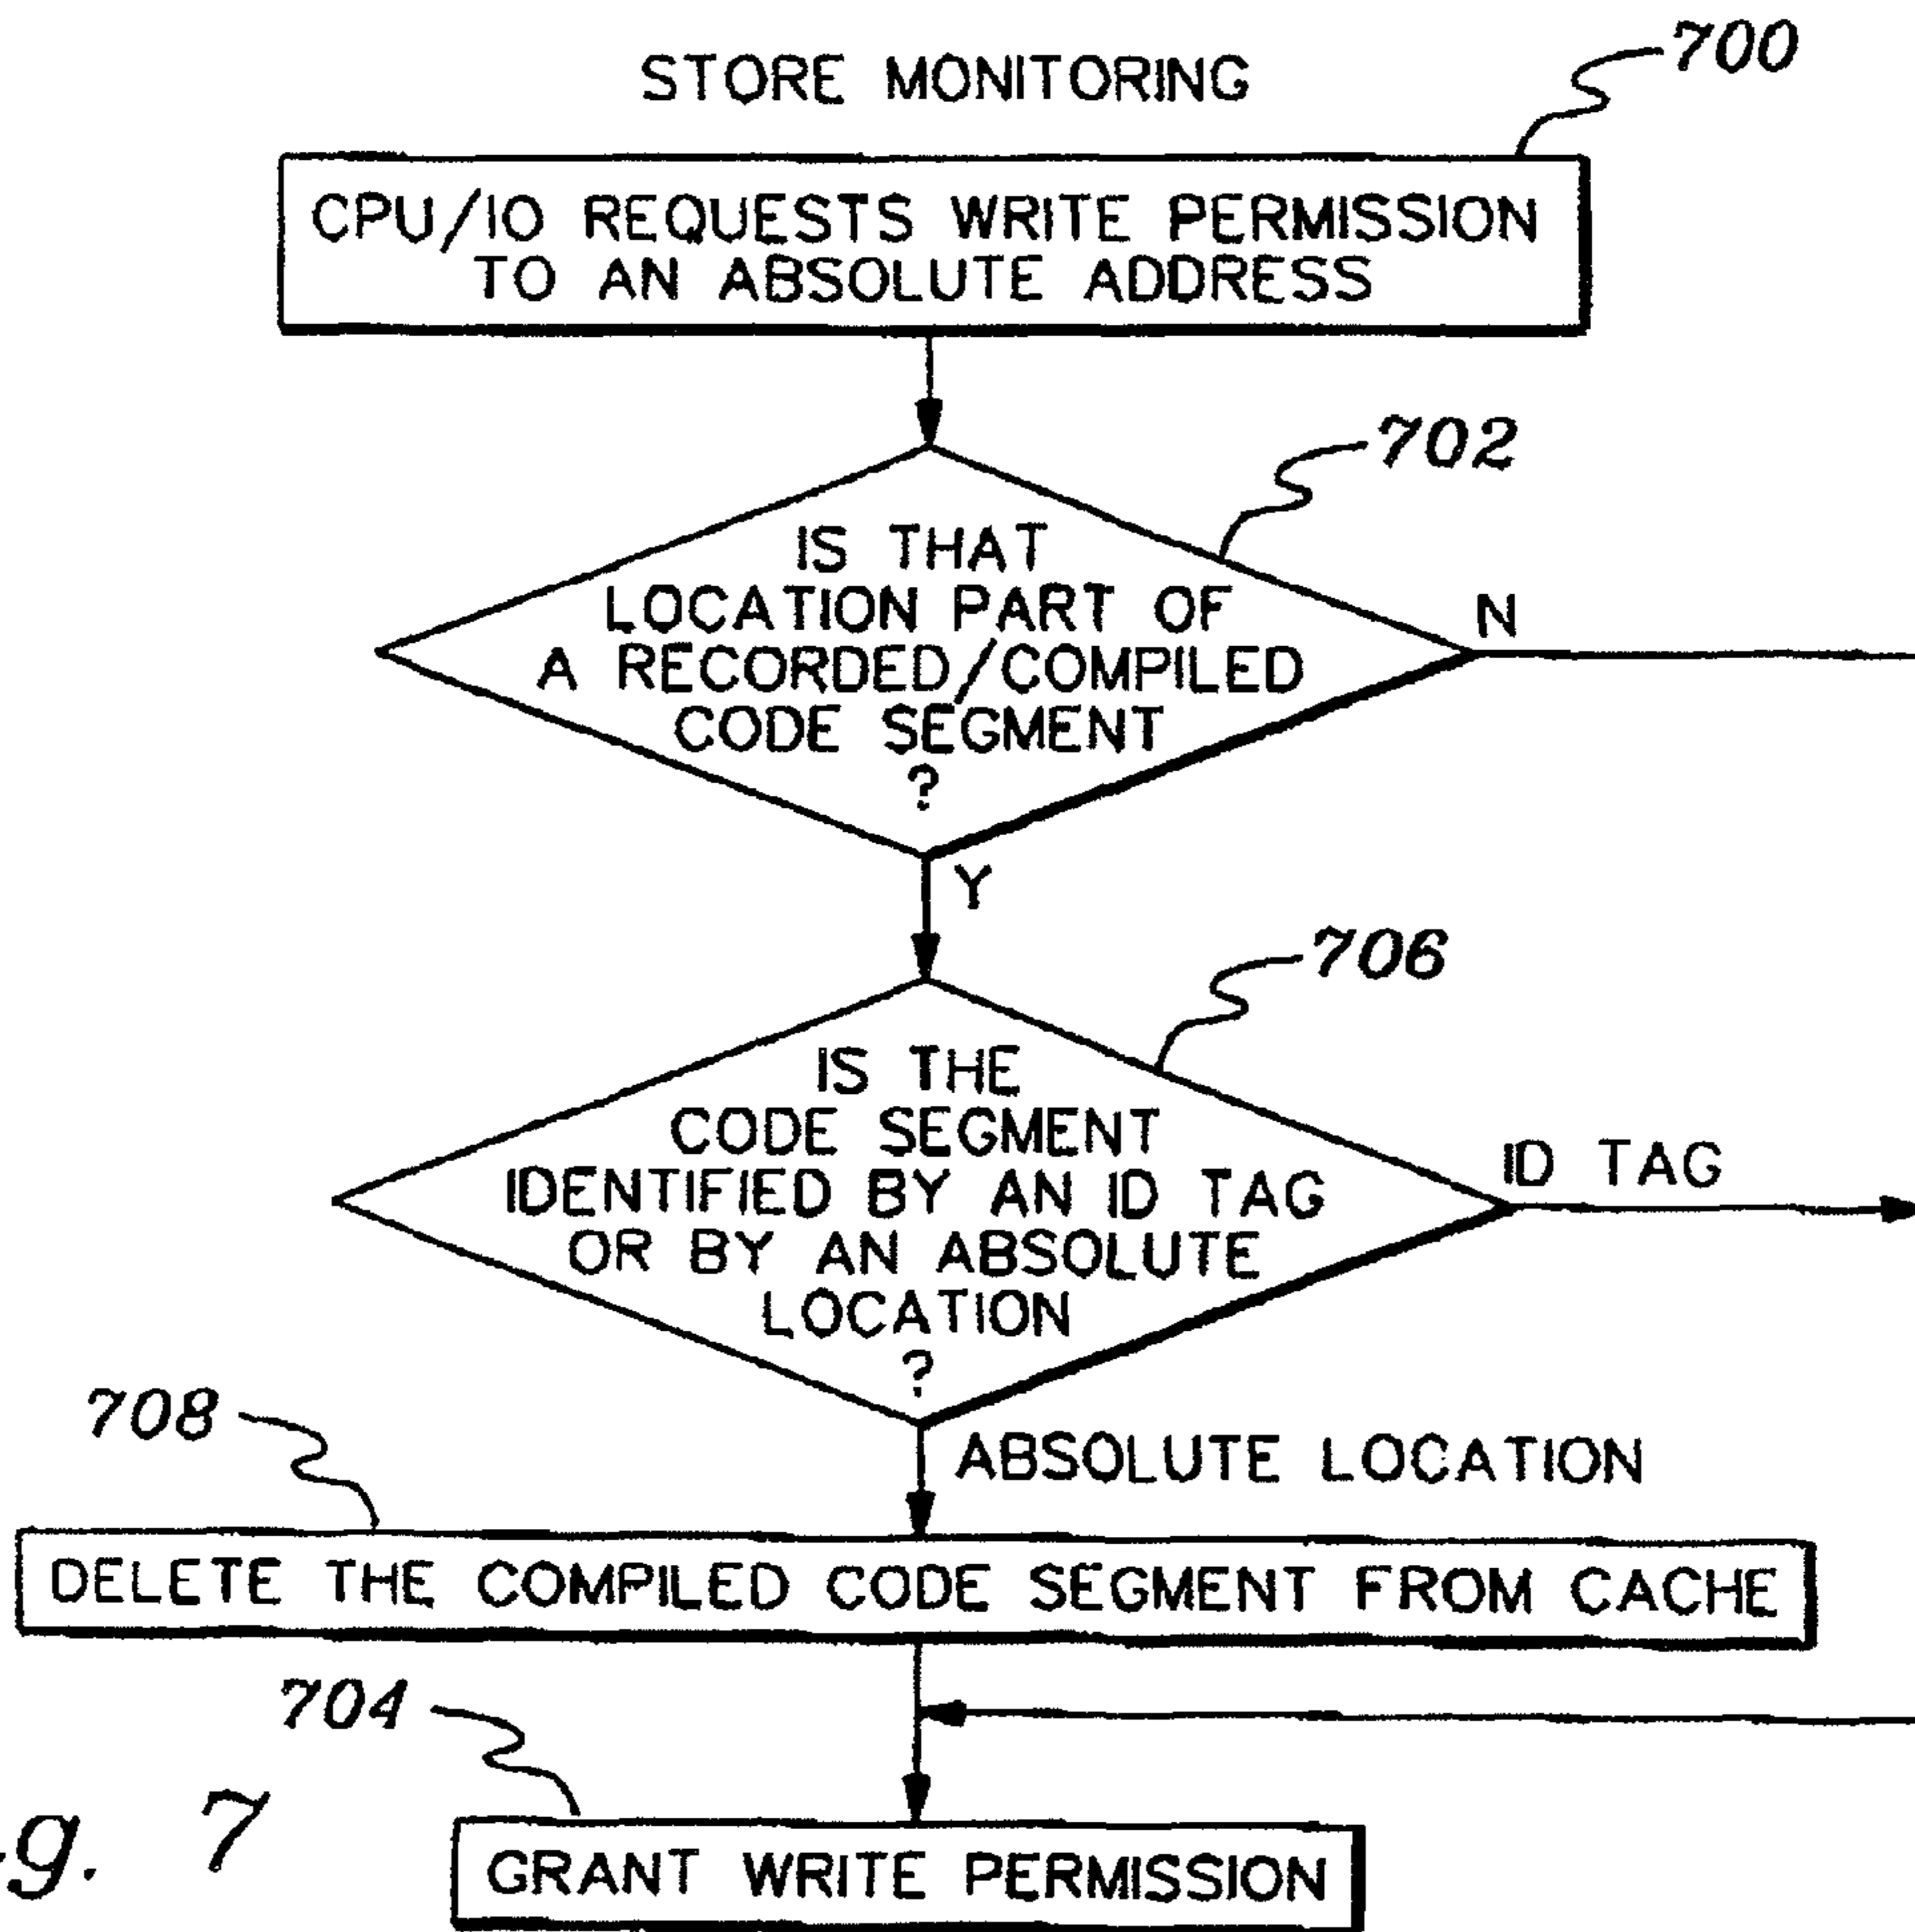 STORE MONITORING
700
CPU/IO REQUESTS WRITE PERMISSION
TO AN ABSOLUTE ADDRESS
702
IS THAT
LOCATION PART OF
A RECORDED/COMPILED
CODE SEGMENT
?
N
Y
706
IS THE
CODE SEGMENT
IDENTIFIED BY AN ID TAG
OR BY AN ABSOLUTE
LOCATION
?
ID TAG
ABSOLUTE LOCATION
708
DELETE THE COMPILED CODE SEGMENT FROM CACHE
704
GRANT WRITE PERMISSION
g. 7